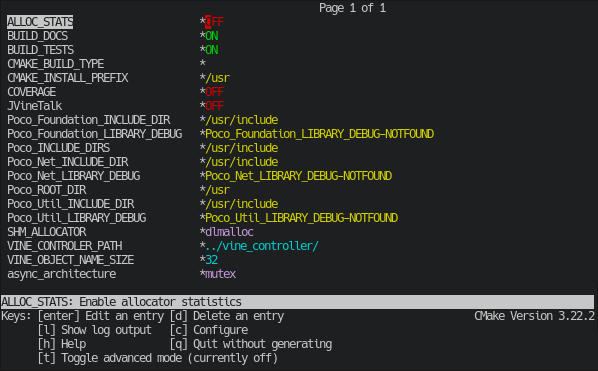 Page 1 of 1
ALLOC_STATS *OFF
BUILD_DOCS *ON
BUILD_TESTS *ON
CMAKE_BUILD_TYPE *
CMAKE_INSTALL_PREFIX */usr
COVERAGE *OFF
JVineTalk *OFF
Poco_Foundation_INCLUDE_DIR */usr/include
Poco_Foundation_LIBRARY_DEBUG *Poco_Foundation_LIBRARY_DEBUG-NOTFOUND
Poco_INCLUDE_DIRS */usr/include
Poco_Net_INCLUDE_DIR */usr/include
Poco_Net_LIBRARY_DEBUG *Poco_Net_LIBRARY_DEBUG-NOTFOUND
Poco_ROOT_DIR */usr
Poco_Util_INCLUDE_DIR */usr/include
Poco_Util_LIBRARY_DEBUG *Poco_Util_LIBRARY_DEBUG-NOTFOUND
SHM_ALLOCATOR *dlmalloc
VINE_CONTROLER_PATH *../vine_controller/
VINE_OBJECT_NAME_SIZE *32
async_architecture *mutex
ALLOC_STATS: Enable allocator statistics
Keys: [enter] Edit an entry [d] Delete an entry CMake Version 3.22.2
[l] Show log output [c] Configure
[h] Help [q] Quit without generating
[t] Toggle advanced mode (currently off)